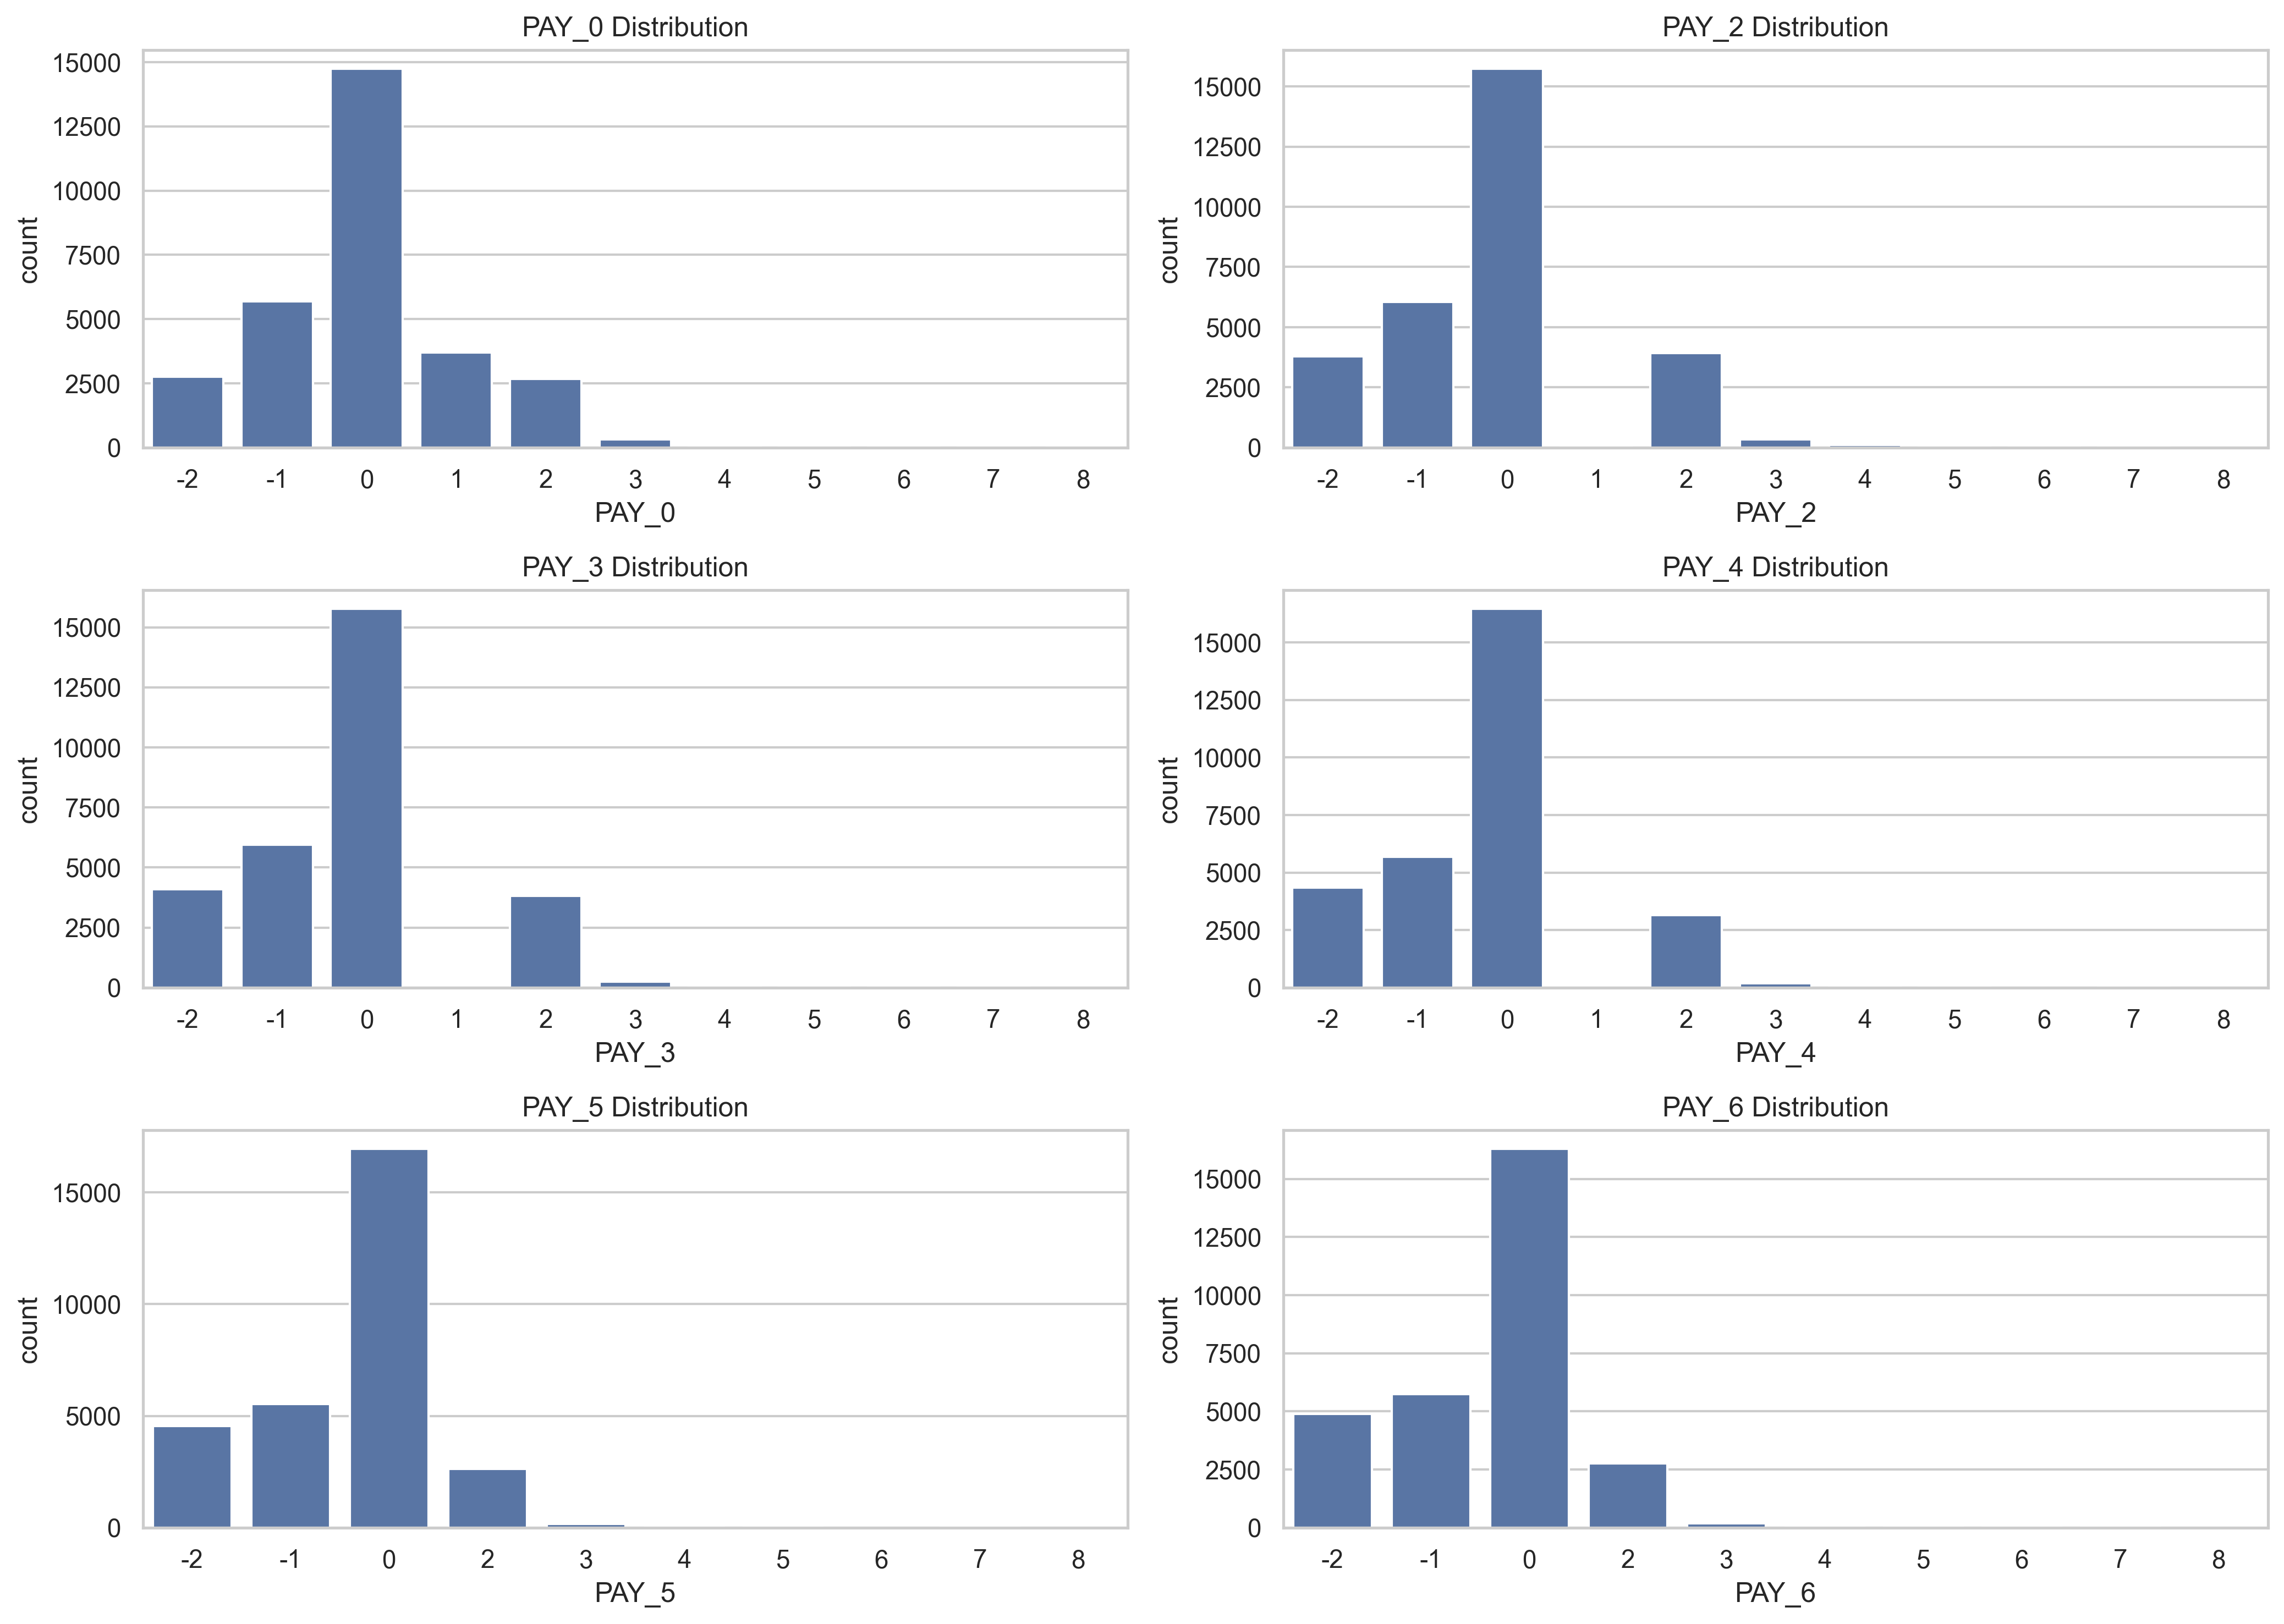 PAY_0 Distribution
15000
12500
10000
7500
5000
2500
0
count
-2 -1 0 1 2 3 4 5 6 7 8
PAY_0
PAY_2 Distribution
15000
12500
10000
7500
5000
2500
0
count
-2 -1 0 1 2 3 4 5 6 7 8
PAY_2
PAY_3 Distribution
15000
12500
10000
7500
5000
2500
0
count
-2 -1 0 1 2 3 4 5 6 7 8
PAY_3
PAY_4 Distribution
15000
12500
10000
7500
5000
2500
0
count
-2 -1 0 1 2 3 4 5 6 7 8
PAY_4
PAY_5 Distribution
15000
10000
5000
0
count
-2 -1 0 2 3 4 5 6 7 8
PAY_5
PAY_6 Distribution
15000
12500
10000
7500
5000
2500
0
count
-2 -1 0 2 3 4 5 6 7 8
PAY_6